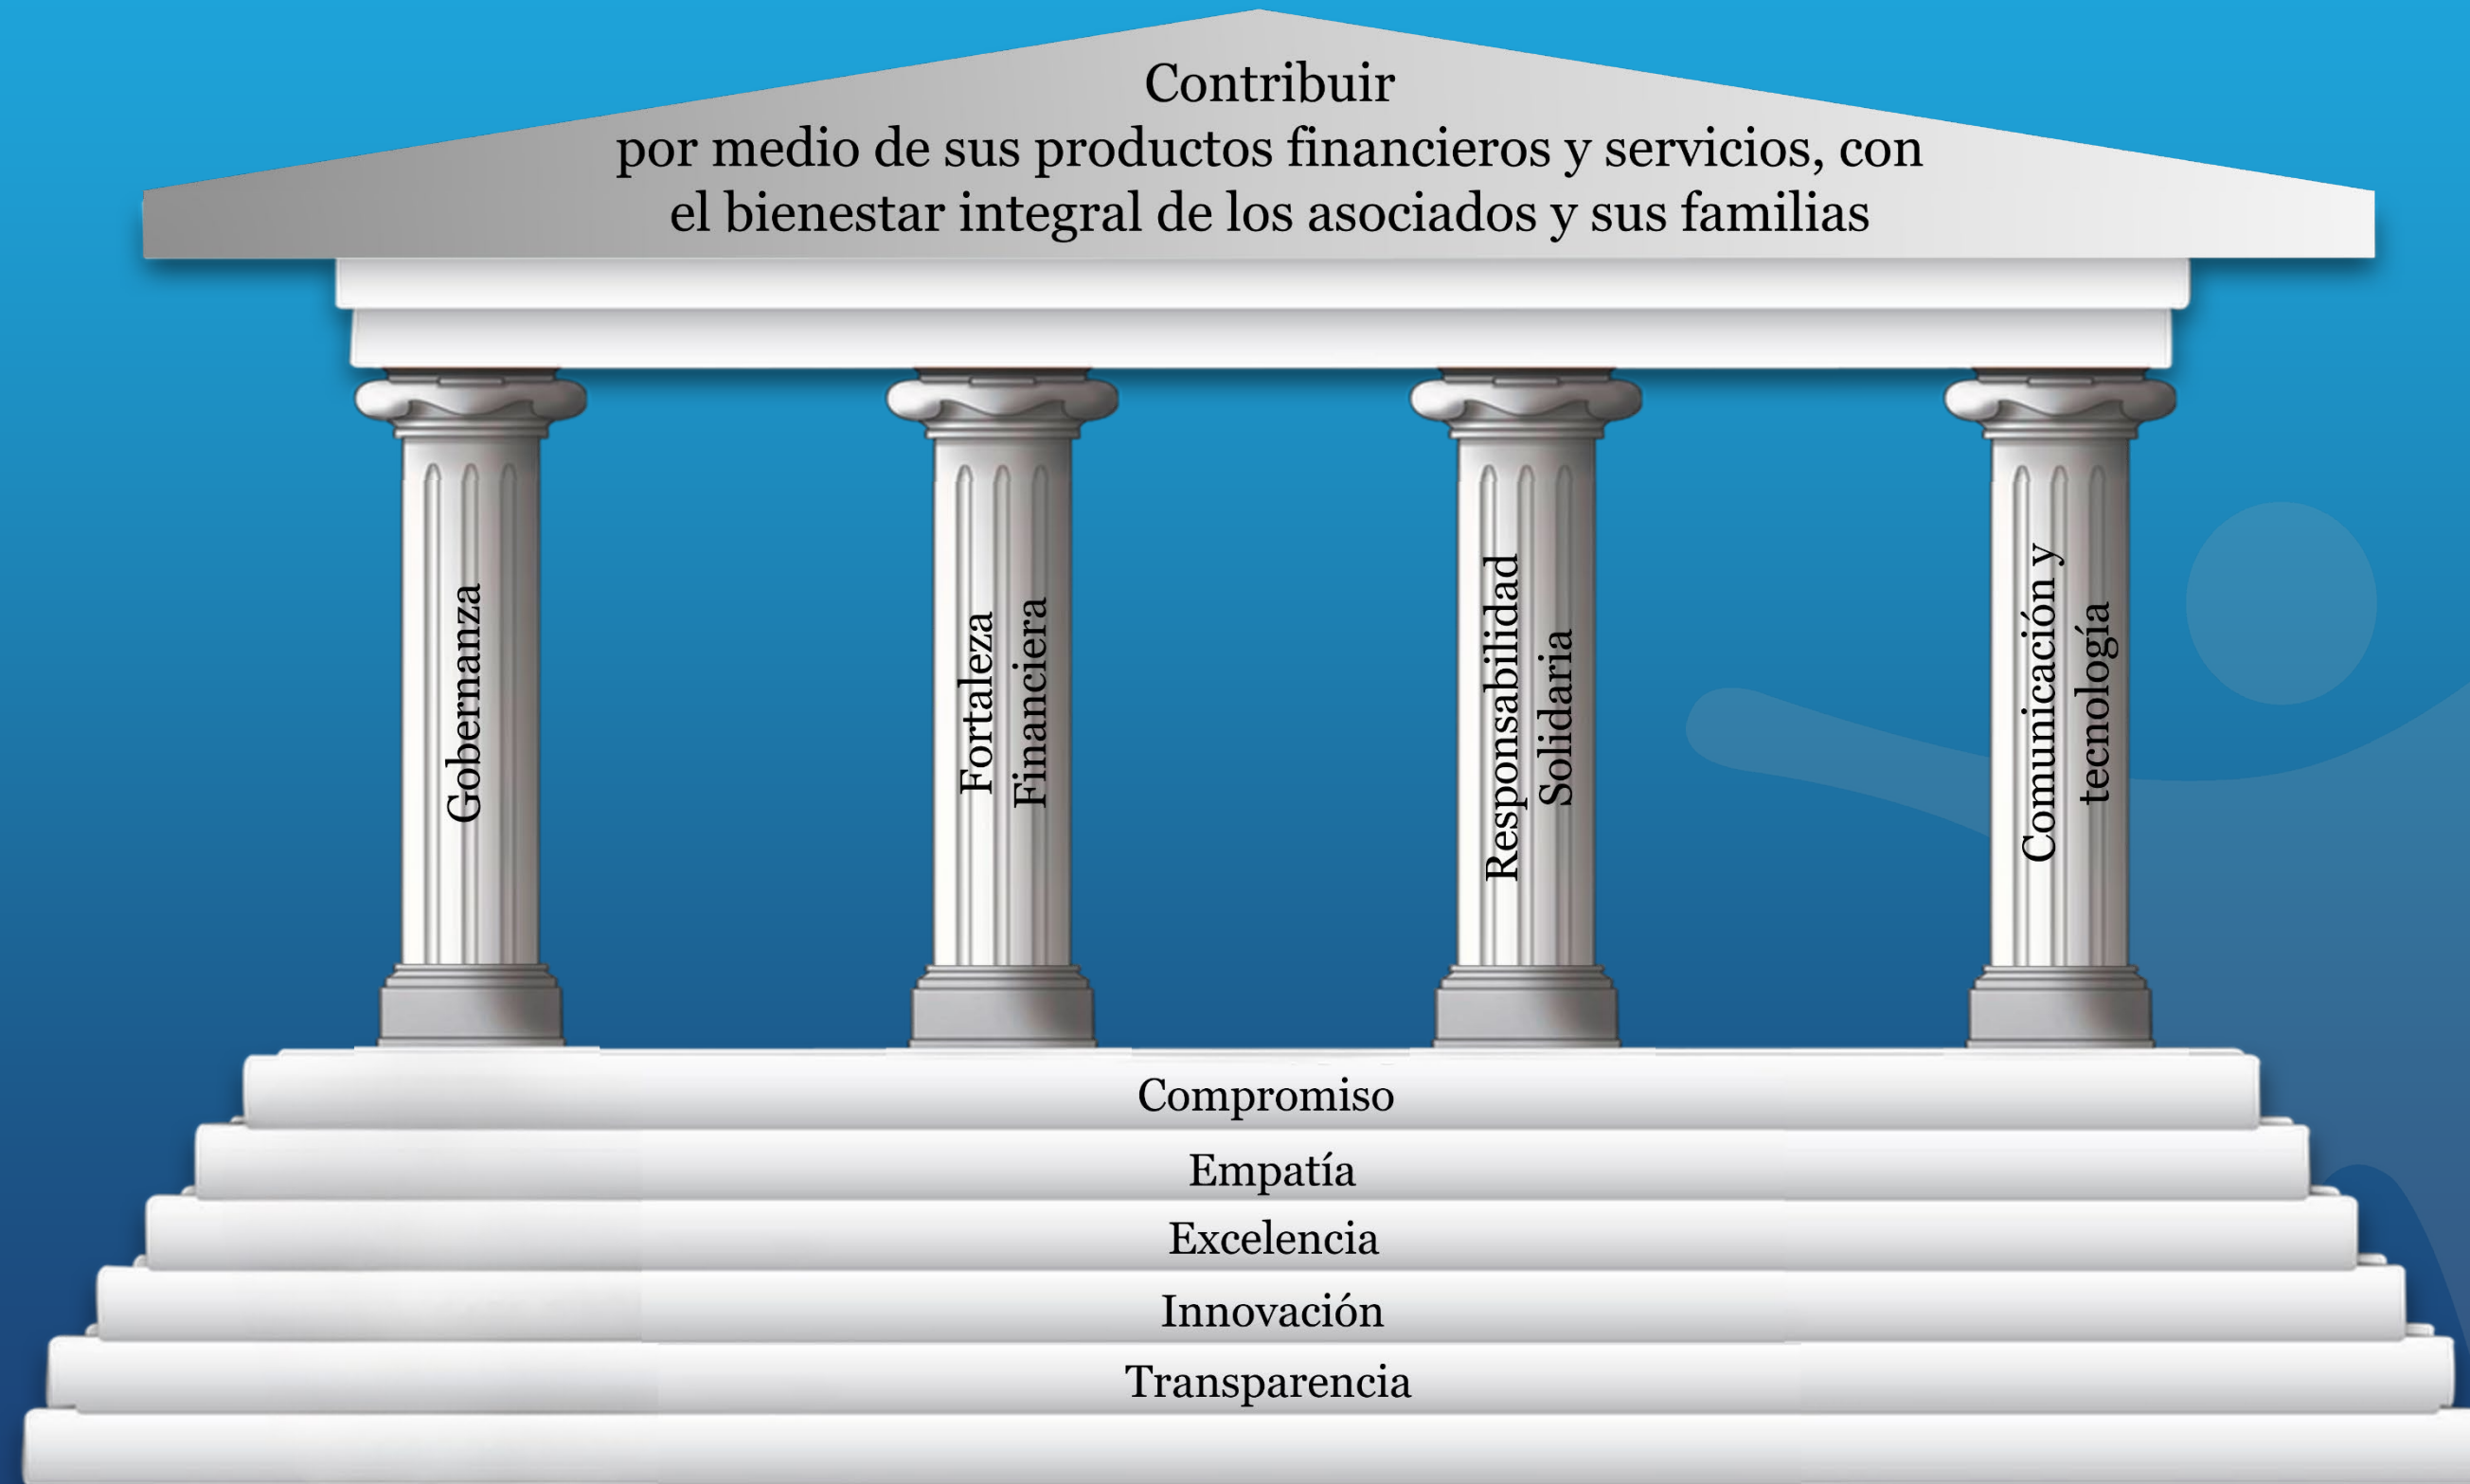 Contribuir
por medio de sus productos financieros y servicios, con
el bienestar integral de los asociados y sus familias
Gobernanza
Fortaleza
Financiera
Responsabilidad
Solidaria
Comunicación y
tecnología
Compromiso
Empatía
Excelencia
Innovación
Transparencia